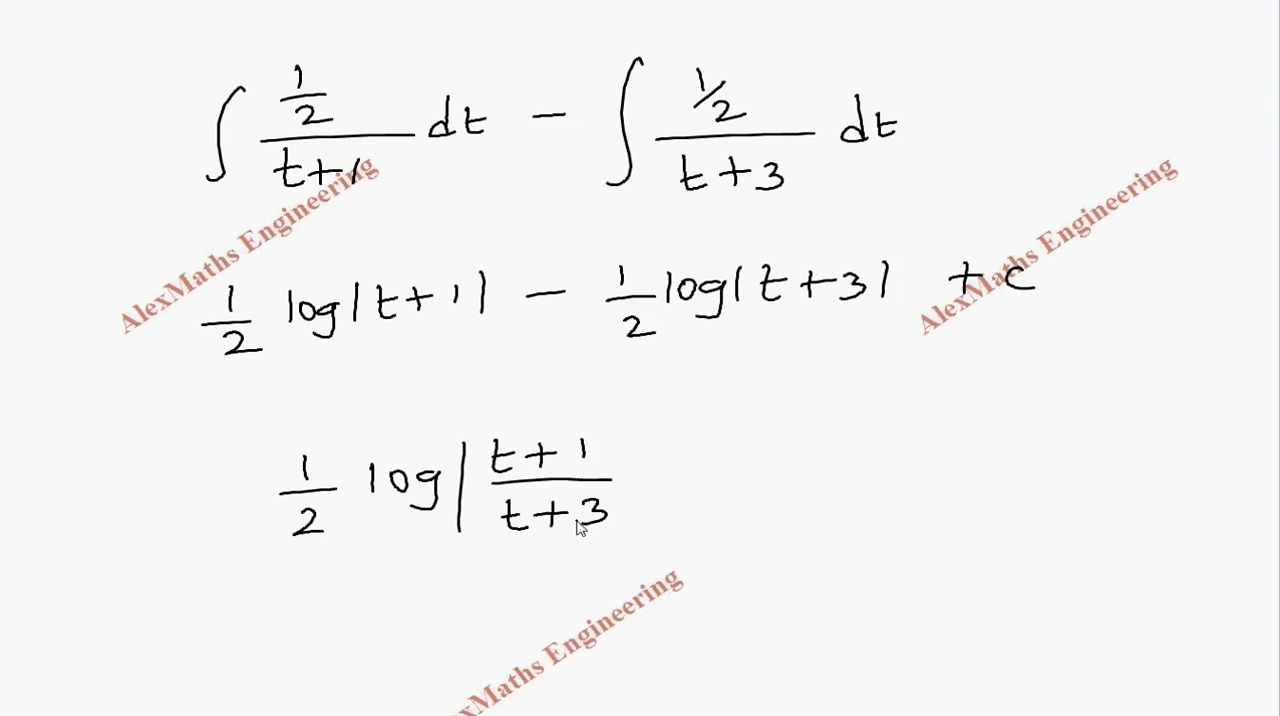 ∫ (1/2)/(t+1) dt − ∫ (1/2)/(t+3) dt
1/2 log|t+1| − 1/2 log|t+3| + c
1/2 log|(t+1)/(t+3)
AlexMaths Engineering
AlexMaths Engineering
AlexMaths Engineering